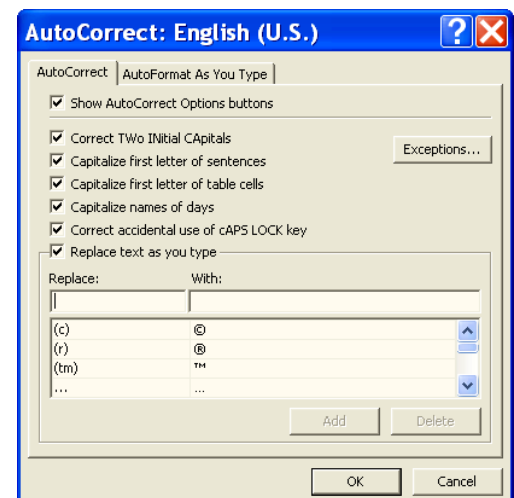 AutoCorrect: English (U.S.)
AutoCorrect AutoFormat As You Type
Show AutoCorrect Options buttons
Correct TWo INitial CApitals
Exceptions...
Capitalize first letter of sentences
Capitalize first letter of table cells
Capitalize names of days
Correct accidental use of cAPS LOCK key
Replace text as you type
Replace: With:
(c) ©
(r) ®
(tm) ™
... …
Add Delete
OK Cancel